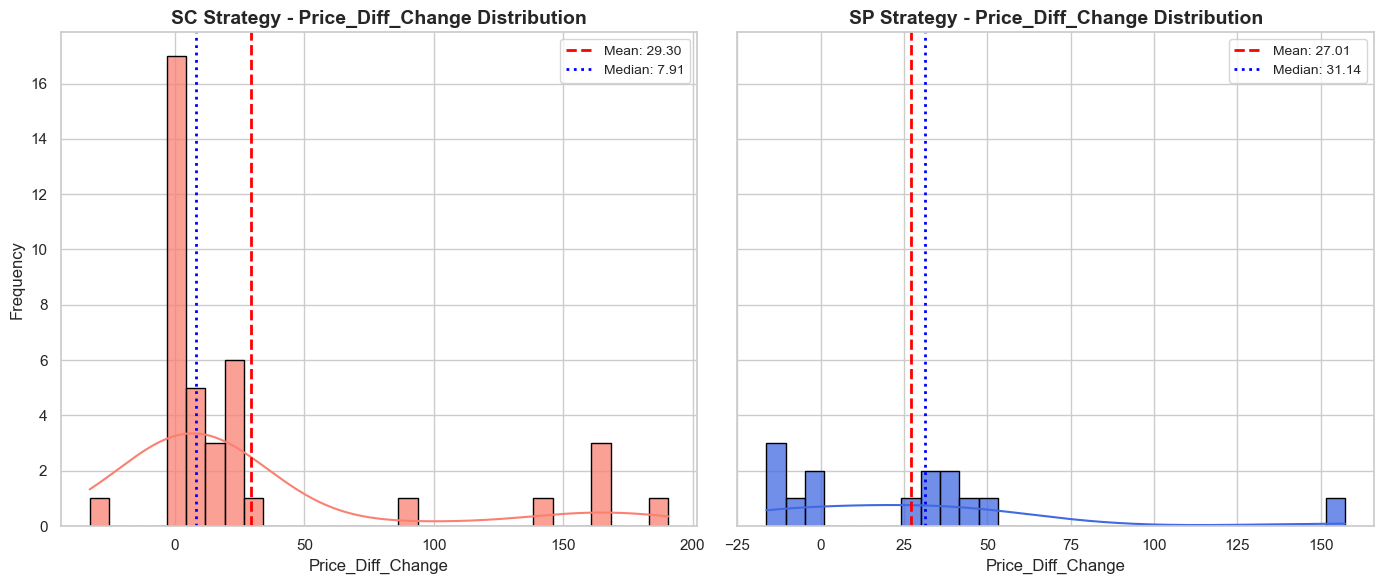 SC Strategy - Price_Diff_Change Distribution
Mean: 29.30
Median: 7.91
Frequency
16
14
12
10
8
6
4
2
0
0
50
100
150
200
Price_Diff_Change
SP Strategy - Price_Diff_Change Distribution
Mean: 27.01
Median: 31.14
−25
0
25
50
75
100
125
150
Price_Diff_Change